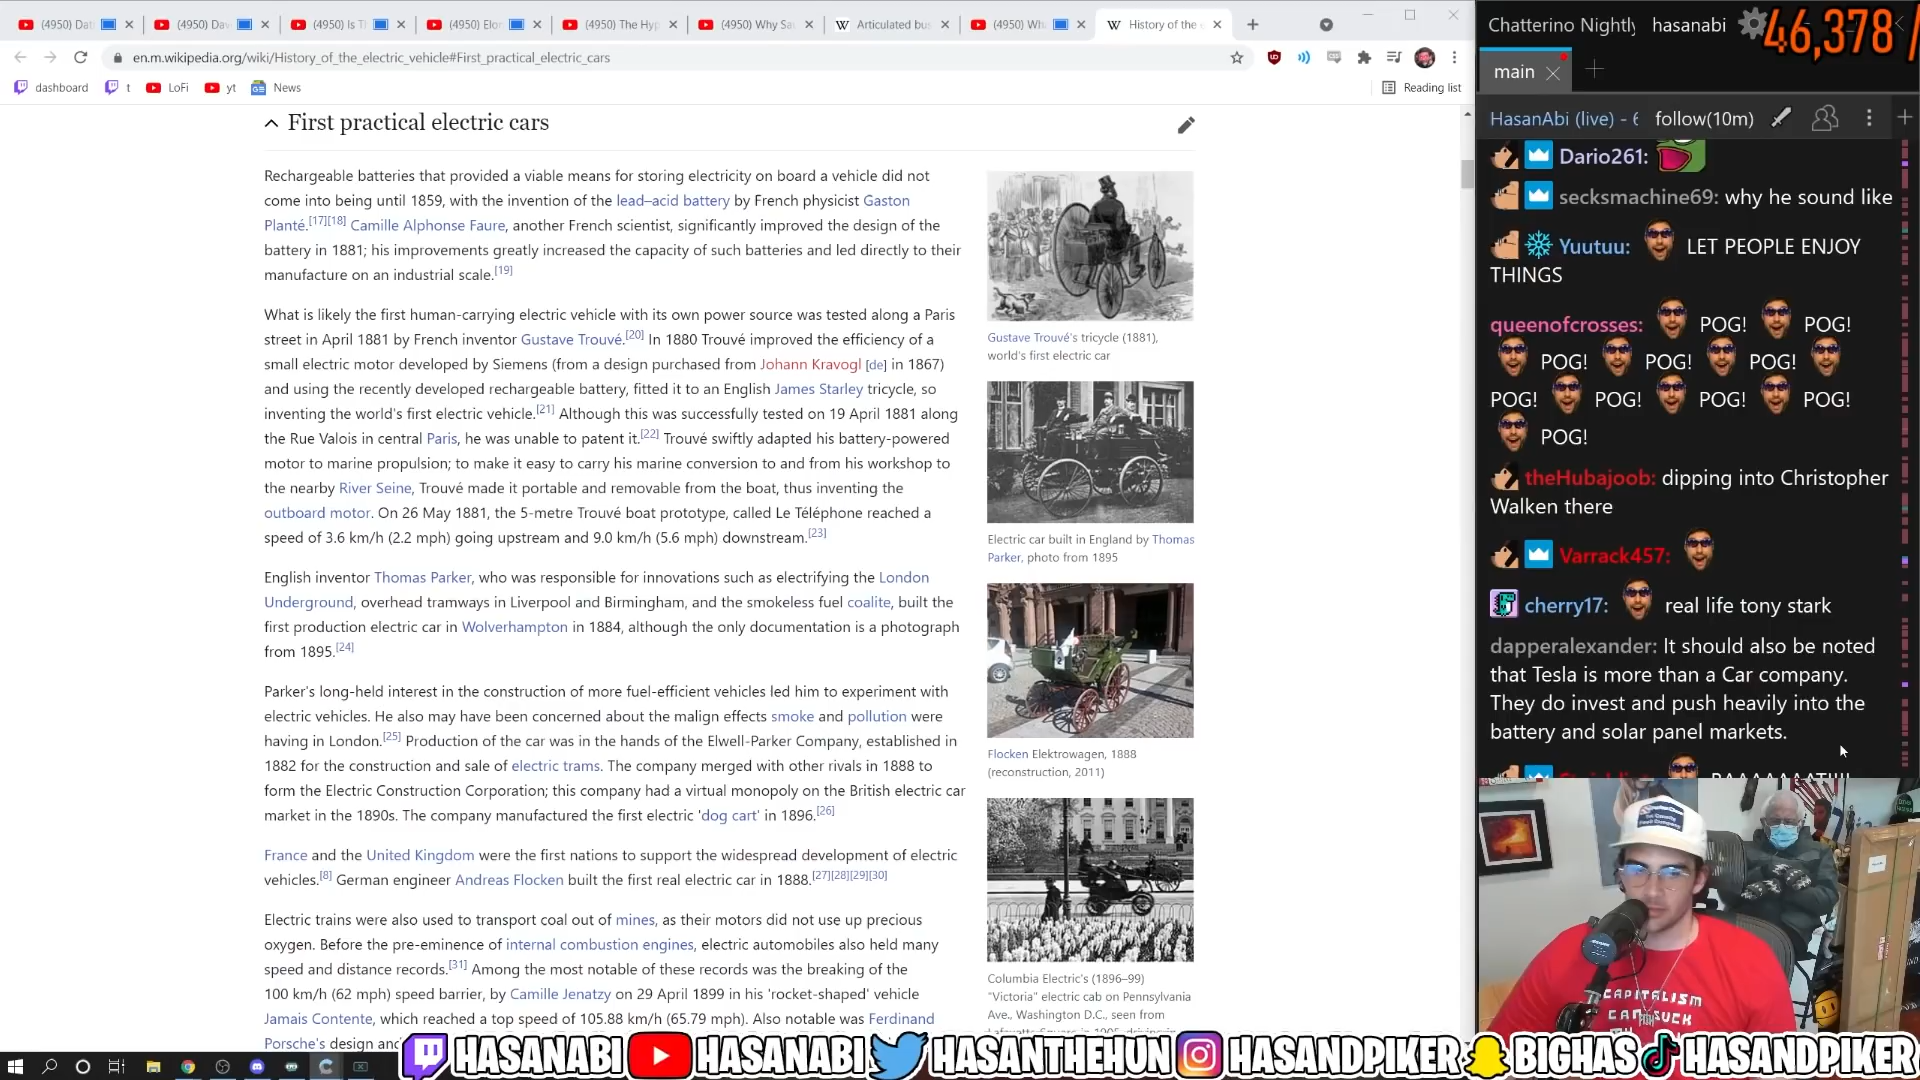 (4950) Dat
(4950) Dav
(4950) Is Tl
(4950) Elor
(4950) The Hyp
(4950) Why Sav
Articulated bus
(4950) Wh
History of the e
en.m.wikipedia.org/wiki/History_of_the_electric_vehicle#First_practical_electric_cars
dashboard
t
LoFi
yt
News
Reading list
First practical electric cars
Rechargeable batteries that provided a viable means for storing electricity on board a vehicle did not
come into being until 1859, with the invention of the lead–acid battery by French physicist Gaston
Planté.[17][18] Camille Alphonse Faure, another French scientist, significantly improved the design of the
battery in 1881; his improvements greatly increased the capacity of such batteries and led directly to their
manufacture on an industrial scale.[19]
What is likely the first human-carrying electric vehicle with its own power source was tested along a Paris
street in April 1881 by French inventor Gustave Trouvé.[20] In 1880 Trouvé improved the efficiency of a
small electric motor developed by Siemens (from a design purchased from Johann Kravogl [de] in 1867)
and using the recently developed rechargeable battery, fitted it to an English James Starley tricycle, so
inventing the world's first electric vehicle.[21] Although this was successfully tested on 19 April 1881 along
the Rue Valois in central Paris, he was unable to patent it.[22] Trouvé swiftly adapted his battery-powered
motor to marine propulsion; to make it easy to carry his marine conversion to and from his workshop to
the nearby River Seine, Trouvé made it portable and removable from the boat, thus inventing the
outboard motor. On 26 May 1881, the 5-metre Trouvé boat prototype, called Le Téléphone reached a
speed of 3.6 km/h (2.2 mph) going upstream and 9.0 km/h (5.6 mph) downstream.[23]
English inventor Thomas Parker, who was responsible for innovations such as electrifying the London
Underground, overhead tramways in Liverpool and Birmingham, and the smokeless fuel coalite, built the
first production electric car in Wolverhampton in 1884, although the only documentation is a photograph
from 1895.[24]
Parker's long-held interest in the construction of more fuel-efficient vehicles led him to experiment with
electric vehicles. He also may have been concerned about the malign effects smoke and pollution were
having in London.[25] Production of the car was in the hands of the Elwell-Parker Company, established in
1882 for the construction and sale of electric trams. The company merged with other rivals in 1888 to
form the Electric Construction Corporation; this company had a virtual monopoly on the British electric car
market in the 1890s. The company manufactured the first electric 'dog cart' in 1896.[26]
France and the United Kingdom were the first nations to support the widespread development of electric
vehicles.[8] German engineer Andreas Flocken built the first real electric car in 1888.[27][28][29][30]
Electric trains were also used to transport coal out of mines, as their motors did not use up precious
oxygen. Before the pre-eminence of internal combustion engines, electric automobiles also held many
speed and distance records.[31] Among the most notable of these records was the breaking of the
100 km/h (62 mph) speed barrier, by Camille Jenatzy on 29 April 1899 in his 'rocket-shaped' vehicle
Jamais Contente, which reached a top speed of 105.88 km/h (65.79 mph). Also notable was Ferdinand
Porsche's design and
Gustave Trouvé's tricycle (1881),
world's first electric car
Electric car built in England by Thomas
Parker, photo from 1895
Flocken Elektrowagen, 1888
(reconstruction, 2011)
Columbia Electric's (1896–99)
"Victoria" electric cab on Pennsylvania
Ave., Washington D.C., seen from
Chatterino Nightly
hasanabi
46,378 /
main
HasanAbi (live) - 6
follow(10m)
Dario261:
secksmachine69: why he sound like
Yuutuu: LET PEOPLE ENJOY
THINGS
queenofcrosses: POG! POG!
POG! POG! POG!
POG! POG! POG! POG!
POG!
theHubajoob: dipping into Christopher
Walken there
Varrack457:
cherry17: real life tony stark
dapperalexander: It should also be noted
that Tesla is more than a Car company.
They do invest and push heavily into the
battery and solar panel markets.
CAPITALISM
HASANABI HASANABI HASANTHEHUN HASANDPIKER BIGHAS HASANDPIKER